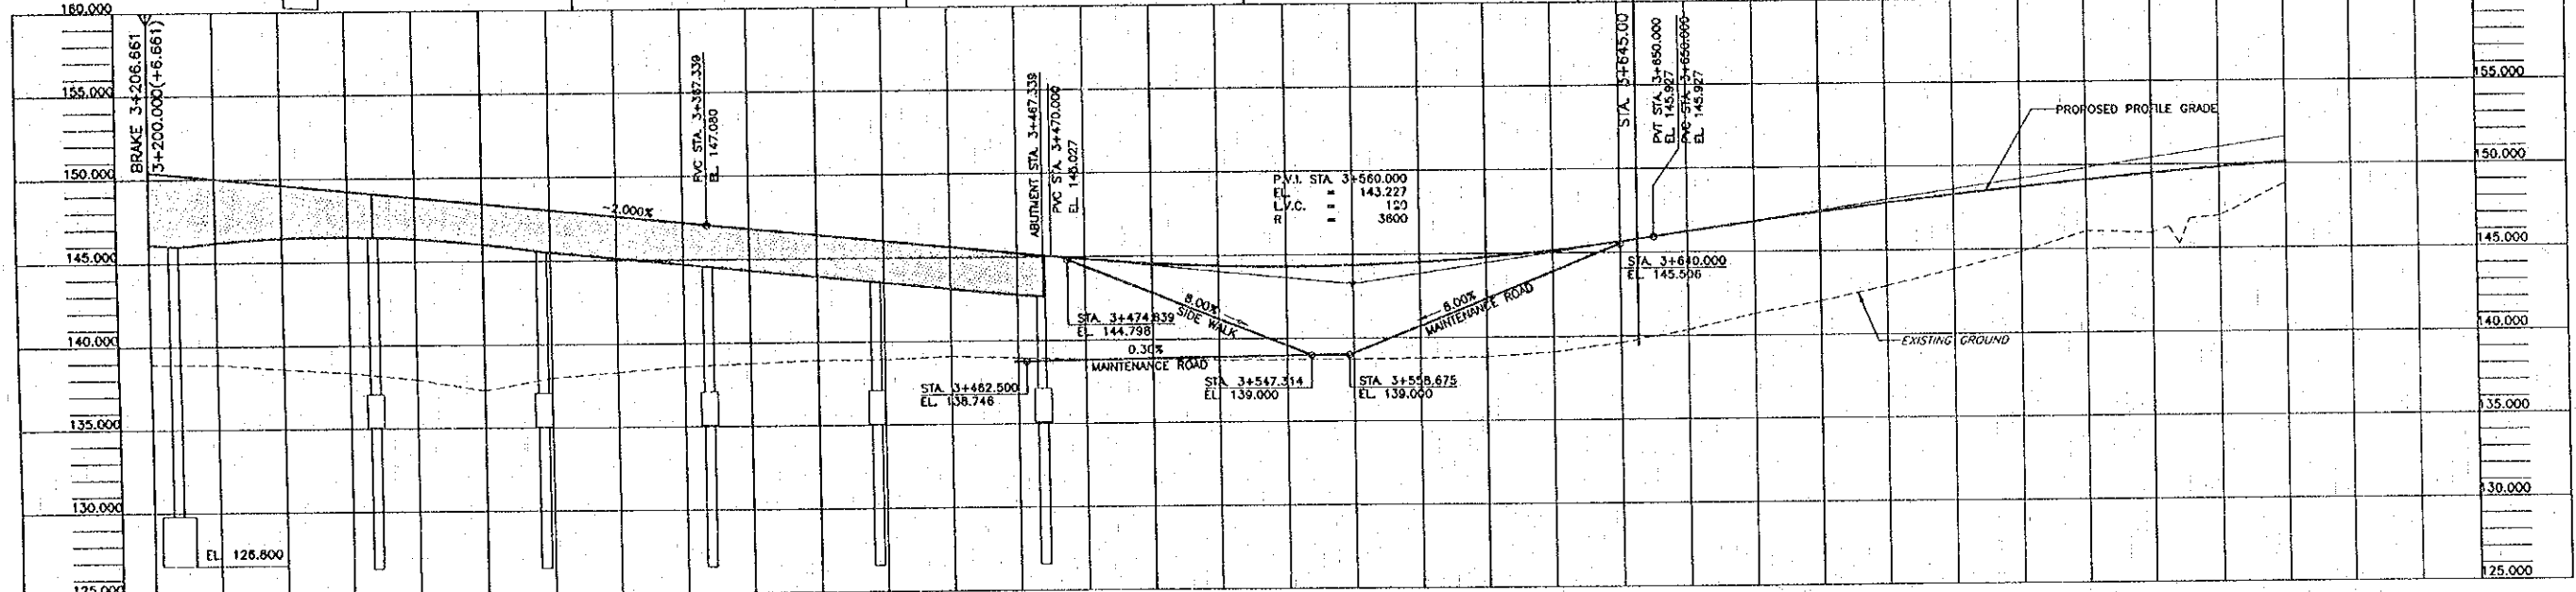 160.000
155.000
150.000
145.000
140.000
135.000
130.000
125.000
BRAKE 3+206.661
3+200.000(+6.661)
-2.000%
PVC STA. 3+367.339
EL. 147.080
ABUTMENT STA. 3+467.339
PVC STA. 3+470.000
EL. 145.027
P.V.I. STA. 3+560.000
EL. = 143.227
L.V.C. =
R = 3600
STA. 3+645.00
PVT STA. 3+650.000
EL. 145.927
PVC STA. 3+650.000
EL. 145.927
PROPOSED PROFILE GRADE
STA. 3+640.000
EL. 145.506
8.00%
SIDE WALK
8.00%
MAINTENANCE ROAD
STA. 3+474.839
EL. 144.798
0.30%
MAINTENANCE ROAD
STA. 3+462.500
EL. 138.746
STA. 3+547.314
EL. 139.000
STA. 3+558.675
EL. 139.000
EXISTING GROUND
EL. 126.800
155.000
150.000
145.000
140.000
135.000
130.000
125.000